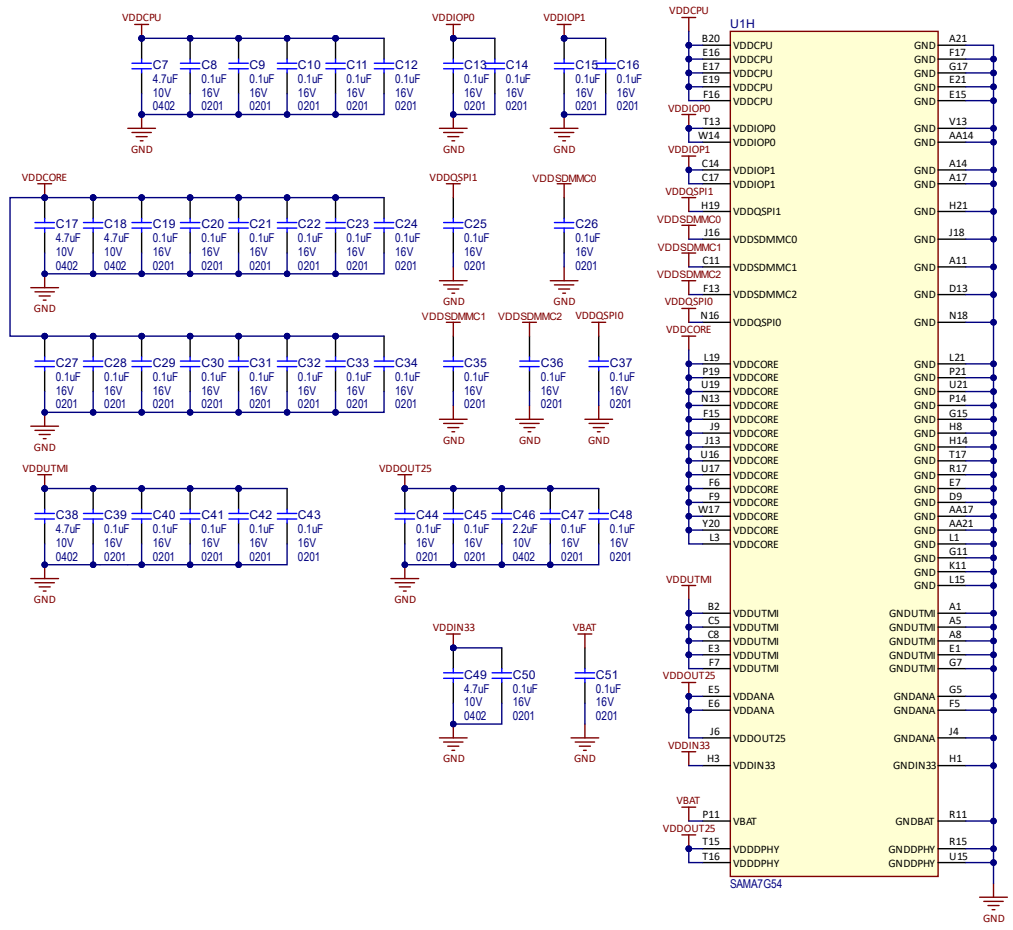 VDDCPU
C7 C8 C9 C10 C11 C12
4.7uF 0.1uF 0.1uF 0.1uF 0.1uF 0.1uF
10V 16V 16V 16V 16V 16V
0402 0201 0201 0201 0201 0201
GND
VDDIOP0
C13 C14
0.1uF 0.1uF
16V 16V
0201 0201
GND
VDDIOP1
C15 C16
0.1uF 0.1uF
16V 16V
0201 0201
GND
VDDCORE
C17 C18 C19 C20 C21 C22 C23 C24
4.7uF 4.7uF 0.1uF 0.1uF 0.1uF 0.1uF 0.1uF 0.1uF
10V 10V 16V 16V 16V 16V 16V 16V
0402 0402 0201 0201 0201 0201 0201 0201
GND
VDDQSPI1
C25
0.1uF
16V
0201
GND
VDDSDMMC0
C26
0.1uF
16V
0201
GND
C27 C28 C29 C30 C31 C32 C33 C34
0.1uF 0.1uF 0.1uF 0.1uF 0.1uF 0.1uF 0.1uF 0.1uF
16V 16V 16V 16V 16V 16V 16V 16V
0201 0201 0201 0201 0201 0201 0201 0201
GND
VDDSDMMC1
C35
0.1uF
16V
0201
GND
VDDSDMMC2
C36
0.1uF
16V
0201
GND
VDDQSPI0
C37
0.1uF
16V
0201
GND
VDDUTMI
C38 C39 C40 C41 C42 C43
4.7uF 0.1uF 0.1uF 0.1uF 0.1uF 0.1uF
10V 16V 16V 16V 16V 16V
0402 0201 0201 0201 0201 0201
GND
VDDOUT25
C44 C45 C46 C47 C48
0.1uF 0.1uF 2.2uF 0.1uF 0.1uF
16V 16V 10V 16V 16V
0201 0201 0402 0201 0201
GND
VDDIN33
C49 C50
4.7uF 0.1uF
10V 16V
0402 0201
GND
VBAT
C51
0.1uF
16V
0201
GND
VDDCPU
U1H
B20 VDDCPU GND A21
E16 VDDCPU GND F17
E17 VDDCPU GND G17
E19 VDDCPU GND E21
F16 VDDCPU GND E15
VDDIOP0
T13 VDDIOP0 GND V13
W14 VDDIOP0 GND AA14
VDDIOP1
C14 VDDIOP1 GND A14
C17 VDDIOP1 GND A17
VDDQSPI1
H19 VDDQSPI1 GND H21
VDDSDMMC0
J16 VDDSDMMC0 GND J18
VDDSDMMC1
C11 VDDSDMMC1 GND A11
VDDSDMMC2
F13 VDDSDMMC2 GND D13
VDDQSPI0
N16 VDDQSPI0 GND N18
VDDCORE
L19 VDDCORE GND L21
P19 VDDCORE GND P21
U19 VDDCORE GND U21
N13 VDDCORE GND P14
F15 VDDCORE GND G15
J9 VDDCORE GND H8
J13 VDDCORE GND H14
U16 VDDCORE GND T17
U17 VDDCORE GND R17
F6 VDDCORE GND E7
F9 VDDCORE GND D9
W17 VDDCORE GND AA17
Y20 VDDCORE GND AA21
L3 VDDCORE GND L1
GND G11
GND K11
GND L15
VDDUTMI
B2 VDDUTMI GNDUTMI A1
C5 VDDUTMI GNDUTMI A5
C8 VDDUTMI GNDUTMI A8
E3 VDDUTMI GNDUTMI E1
F7 VDDUTMI GNDUTMI G7
VDDOUT25
E5 VDDANA GNDANA G5
E6 VDDANA GNDANA F5
J6 VDDOUT25 GNDANA J4
VDDIN33
H3 VDDIN33 GNDIN33 H1
VBAT
P11 VBAT GNDBAT R11
VDDOUT25
T15 VDDDPHY GNDDPHY R15
T16 VDDDPHY GNDDPHY U15
SAMA7G54
GND